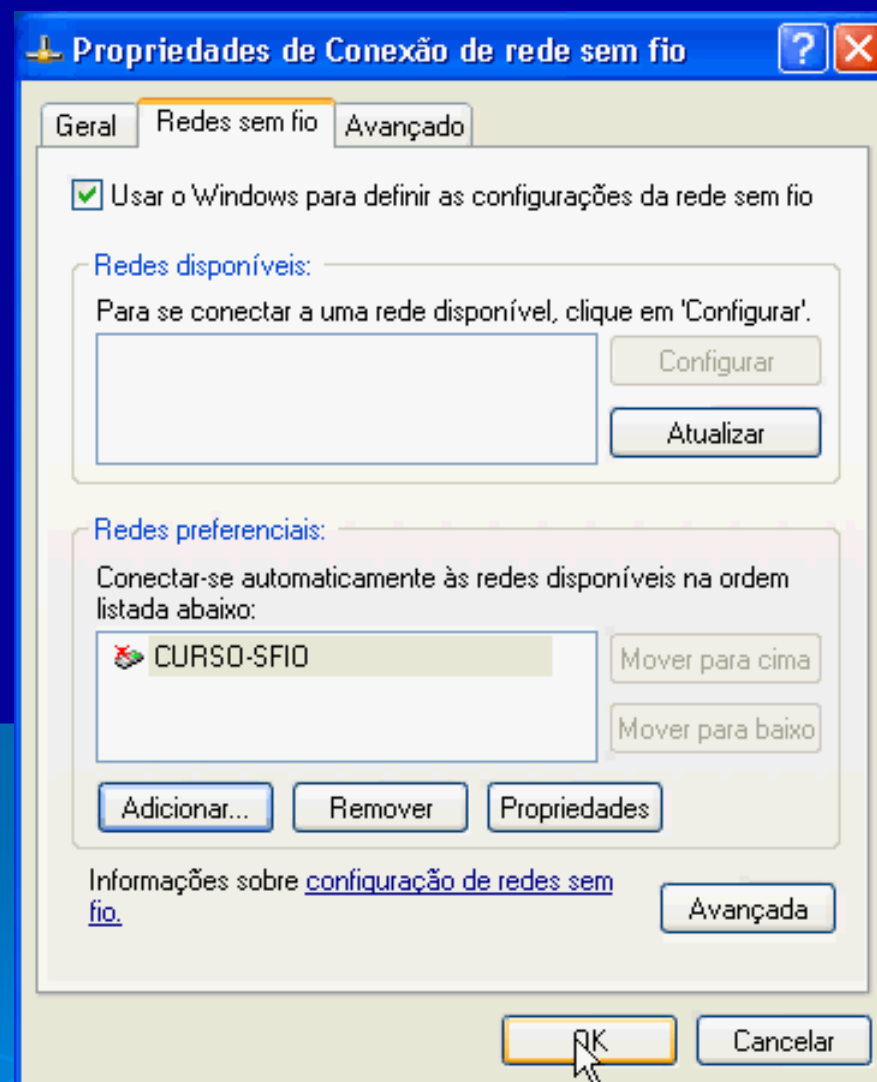 Propriedades de Conexão de rede sem fio
Geral
Redes sem fio
Avançado
Usar o Windows para definir as configurações da rede sem fio
Redes disponíveis:
Para se conectar a uma rede disponível, clique em 'Configurar'.
Configurar
Atualizar
Redes preferenciais:
Conectar-se automaticamente às redes disponíveis na ordem
listada abaixo:
CURSO-SFIO
Mover para cima
Mover para baixo
Adicionar...
Remover
Propriedades
Informações sobre configuração de redes sem
fio.
Avançada
OK
Cancelar